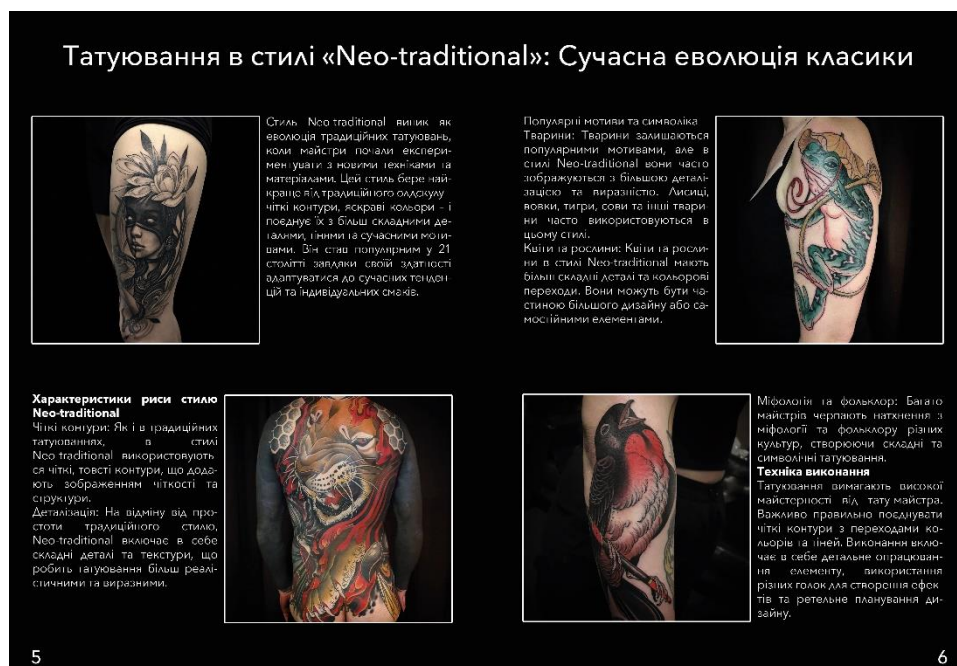 Татуювання в стилі «Neo-traditional»: Сучасна еволюція класики
Стиль Neo-traditional виник як
еволюція традиційних татуювань,
коли майстри почали експери-
ментувати з новими техніками та
матеріалами. Цей стиль бере най-
краще від традиційного олдскулу –
чіткі контури, яскраві кольори – і
поєднує їх з більш складними де-
талями, тінями та сучасними моти-
вами. Він став популярним у 21
столітті завдяки своїй здатності
адаптуватися до сучасних тенден-
цій та індивідуальних смаків.
Характеристики риси стилю
Neo-traditional
Чіткі контури: Як і в традиційних
татуюваннях, в стилі
Neo-traditional використовують-
ся чіткі, товсті контури, що дода-
ють зображенням чіткості та
структури.
Деталізація: На відміну від про-
стоти традиційного стилю,
Neo-traditional включає в себе
складні деталі та текстури, що
робить татуювання більш реалі-
стичними та виразними.
5
Популярні мотиви та символіка
Тварини: Тварини залишаються
популярними мотивами, але в
стилі Neo-traditional вони часто
зображуються з більшою деталі-
зацією та виразністю. Лисиці,
вовки, тигри, сови та інші твари-
ни часто використовуються в
цьому стилі.
Квіти та рослини: Квіти та росли-
ни в стилі Neo-traditional мають
більш складні деталі та кольорові
переходи. Вони можуть бути ча-
стиною більшого дизайну або са-
мостійними елементами.
Міфологія та фольклор: Багато
майстрів черпають натхнення з
міфології та фольклору різних
культур, створюючи складні та
символічні татуювання.
Техніка виконання
Татуювання вимагають високої
майстерності від тату майстра.
Важливо правильно поєднувати
чіткі контури з переходами ко-
льорів та тіней. Виконання вклю-
чає в себе детальне опрацюван-
ня елементу, використання
різних голок для створення ефек-
тів та ретельне планування ди-
зайну.
6